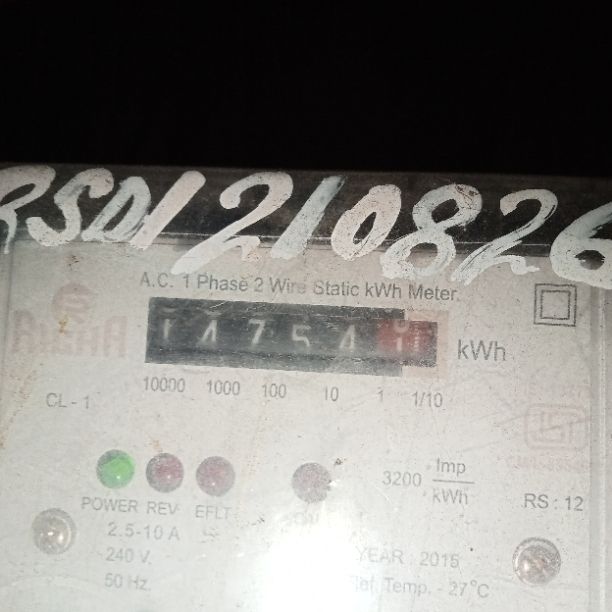 RSD1210826
A.C. 1 Phase 2 Wire Static kWh Meter.
14754
kWh
10000 1000 100 10 1 1/10
CL - 1
POWER REV EFLT
3200 Imp
kWh
RS : 12
2.5-10 A
240 V.
50 Hz.
YEAR : 2015
Ref. Temp. - 27°C